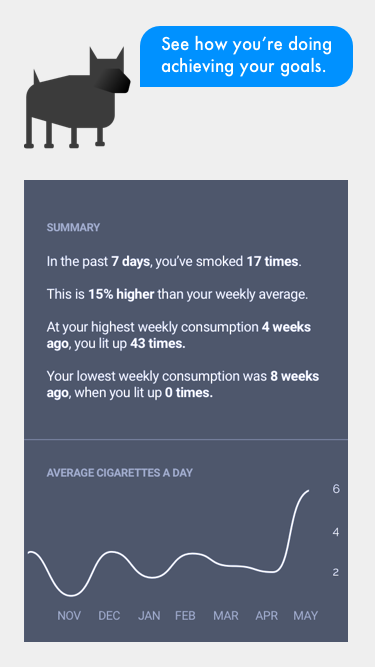 See how you’re doing
achieving your goals.
SUMMARY
In the past 7 days, you’ve smoked 17 times.
This is 15% higher than your weekly average.
At your highest weekly consumption 4 weeks
ago, you lit up 43 times.
Your lowest weekly consumption was 8 weeks
ago, when you lit up 0 times.
AVERAGE CIGARETTES A DAY
6
4
2
NOV DEC JAN FEB MAR APR MAY